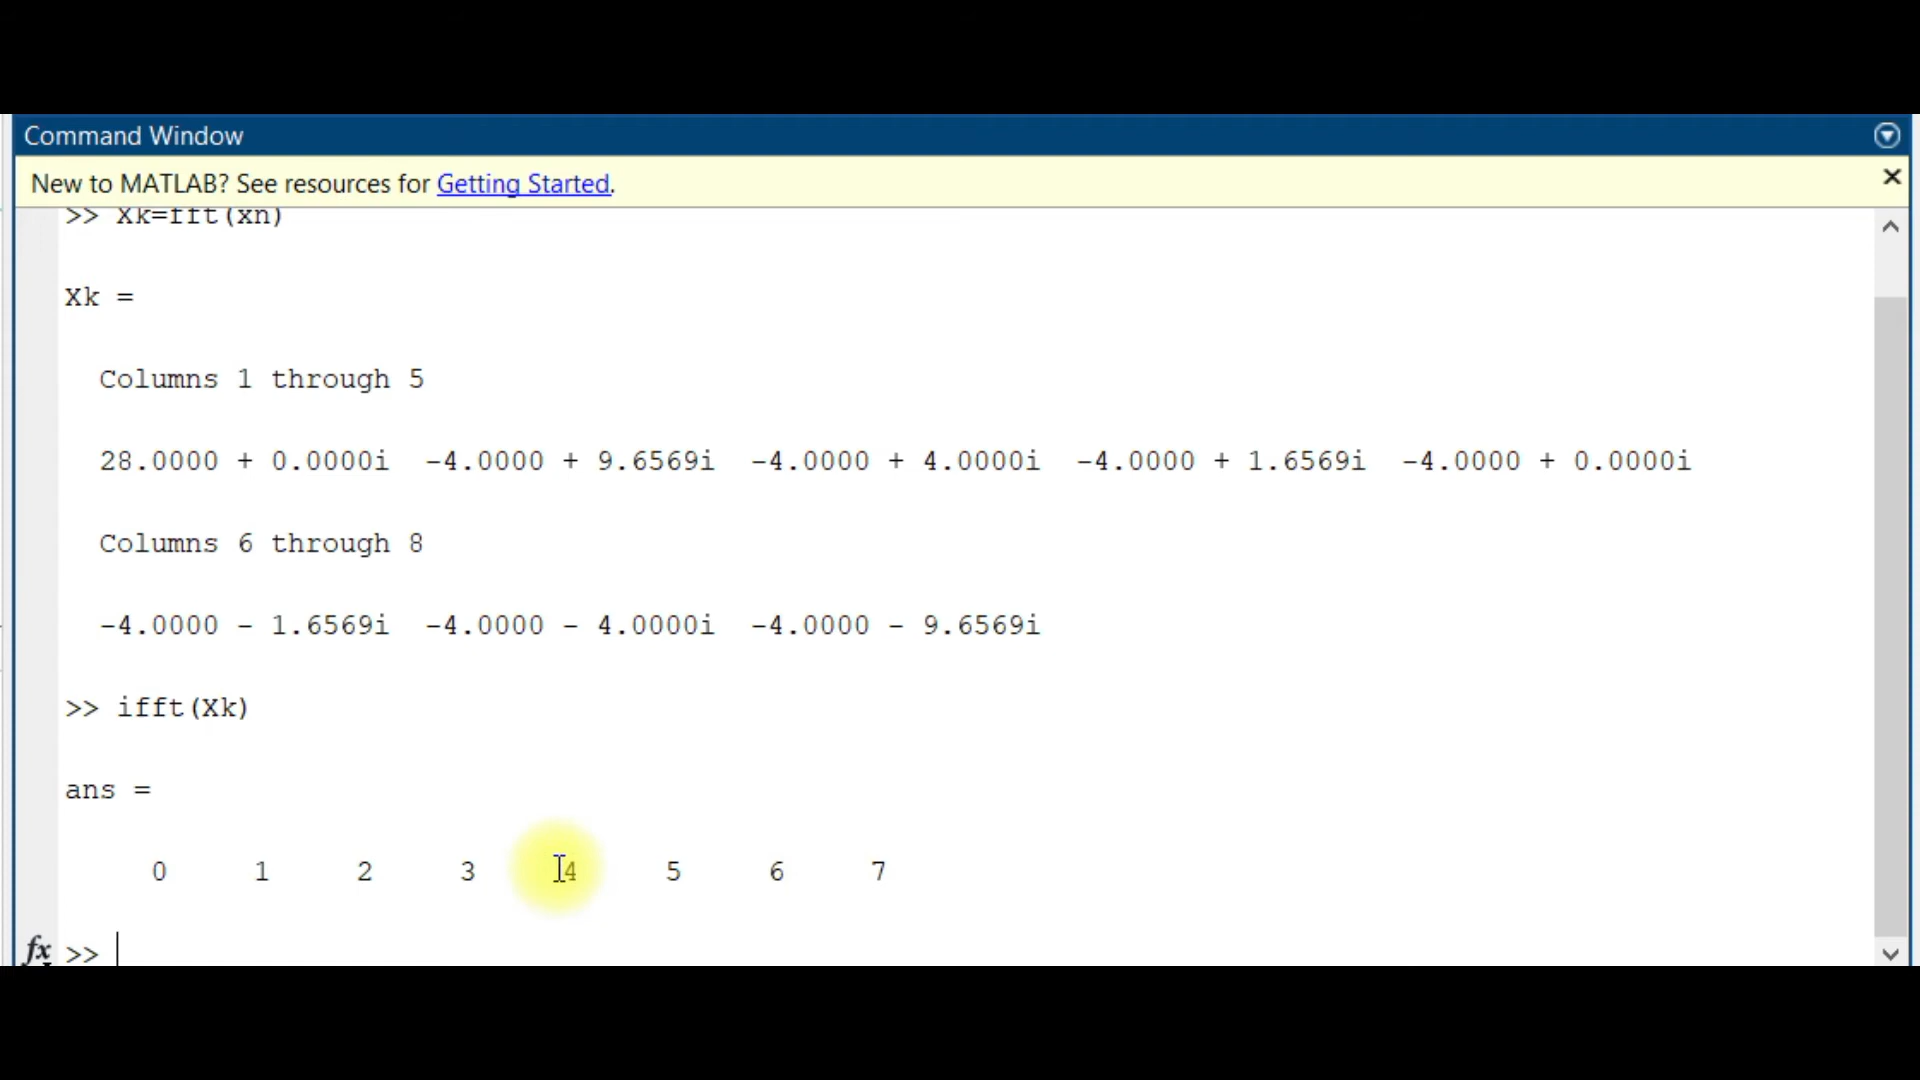 Command Window
New to MATLAB? See resources for Getting Started.
>> Xk=fft(xn)
Xk =
Columns 1 through 5
28.0000 + 0.0000i -4.0000 + 9.6569i -4.0000 + 4.0000i -4.0000 + 1.6569i -4.0000 + 0.0000i
Columns 6 through 8
-4.0000 - 1.6569i -4.0000 - 4.0000i -4.0000 - 9.6569i
>> ifft(Xk)
ans =
0 1 2 3 4 5 6 7
fx >>